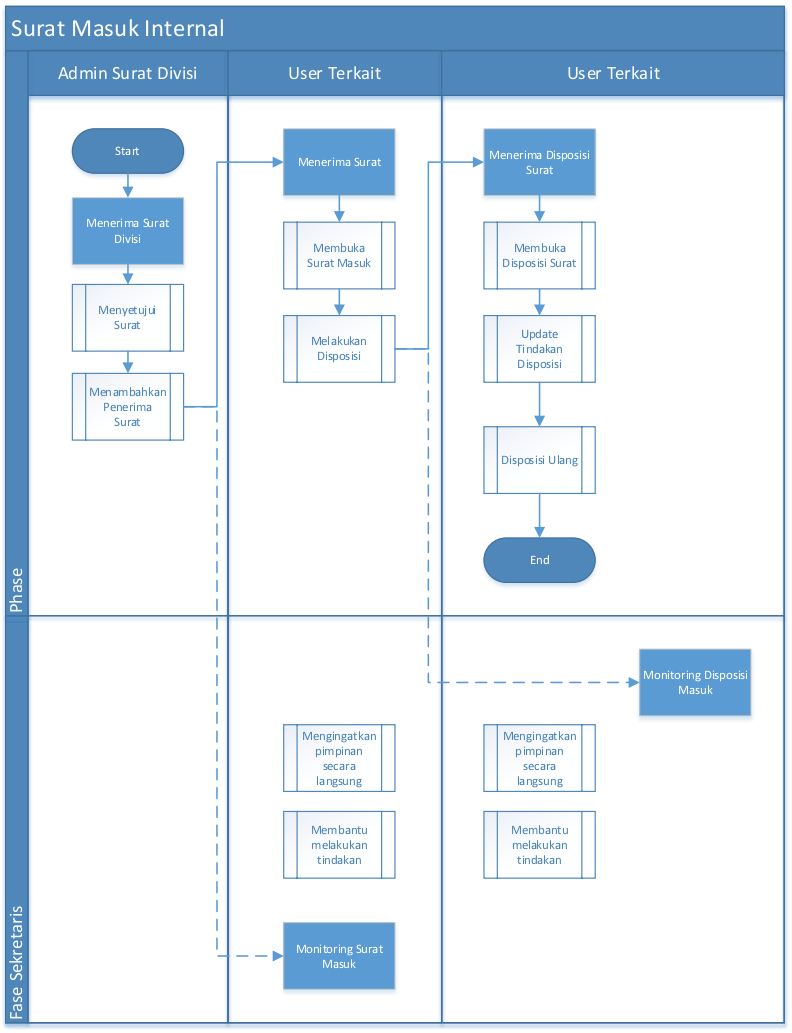 Surat Masuk Internal
Admin Surat Divisi
User Terkait
User Terkait
Phase
Start
Menerima Surat
Divisi
Menyetujui
Surat
Menambahkan
Penerima
Surat
Menerima Surat
Membuka
Surat Masuk
Melakukan
Disposisi
Menerima Disposisi
Surat
Membuka
Disposisi Surat
Update
Tindakan
Disposisi
Disposisi Ulang
End
Fase Sekretaris
Monitoring Disposisi
Masuk
Mengingatkan
pimpinan
secara
langsung
Mengingatkan
pimpinan
secara
langsung
Membantu
melakukan
tindakan
Membantu
melakukan
tindakan
Monitoring Surat
Masuk